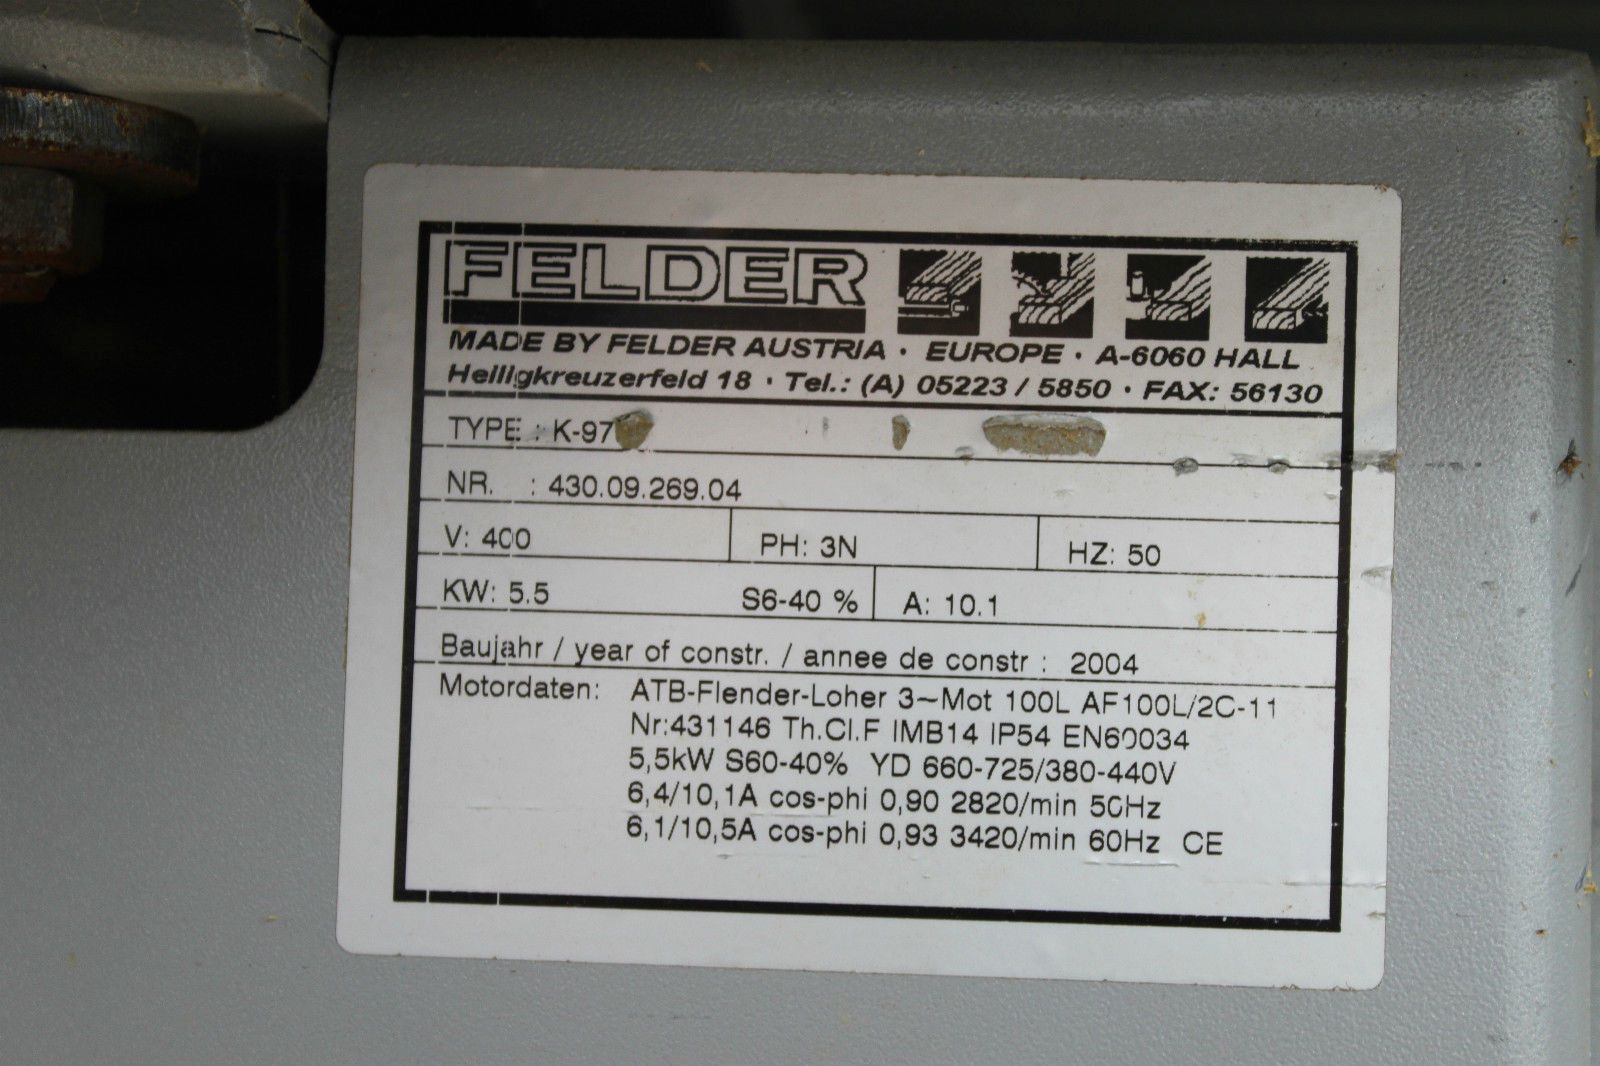 FELDER
MADE BY FELDER AUSTRIA · EUROPE · A-6060 HALL
Heiligkreuzerfeld 18 · Tel.: (A) 05223 / 5850 · FAX: 56130
TYPE : K-97
NR. : 430.09.269.04
V: 400 PH: 3N HZ: 50
KW: 5.5 S6-40 % A: 10.1
Baujahr / year of constr. / annee de constr : 2004
Motordaten: ATB-Flender-Loher 3~Mot 100L AF100L/2C-11
Nr:431146 Th.Cl.F IMB14 IP54 EN60034
5,5kW S60-40% YD 660-725/380-440V
6,4/10,1A cos-phi 0,90 2820/min 50Hz
6,1/10,5A cos-phi 0,93 3420/min 60Hz CE